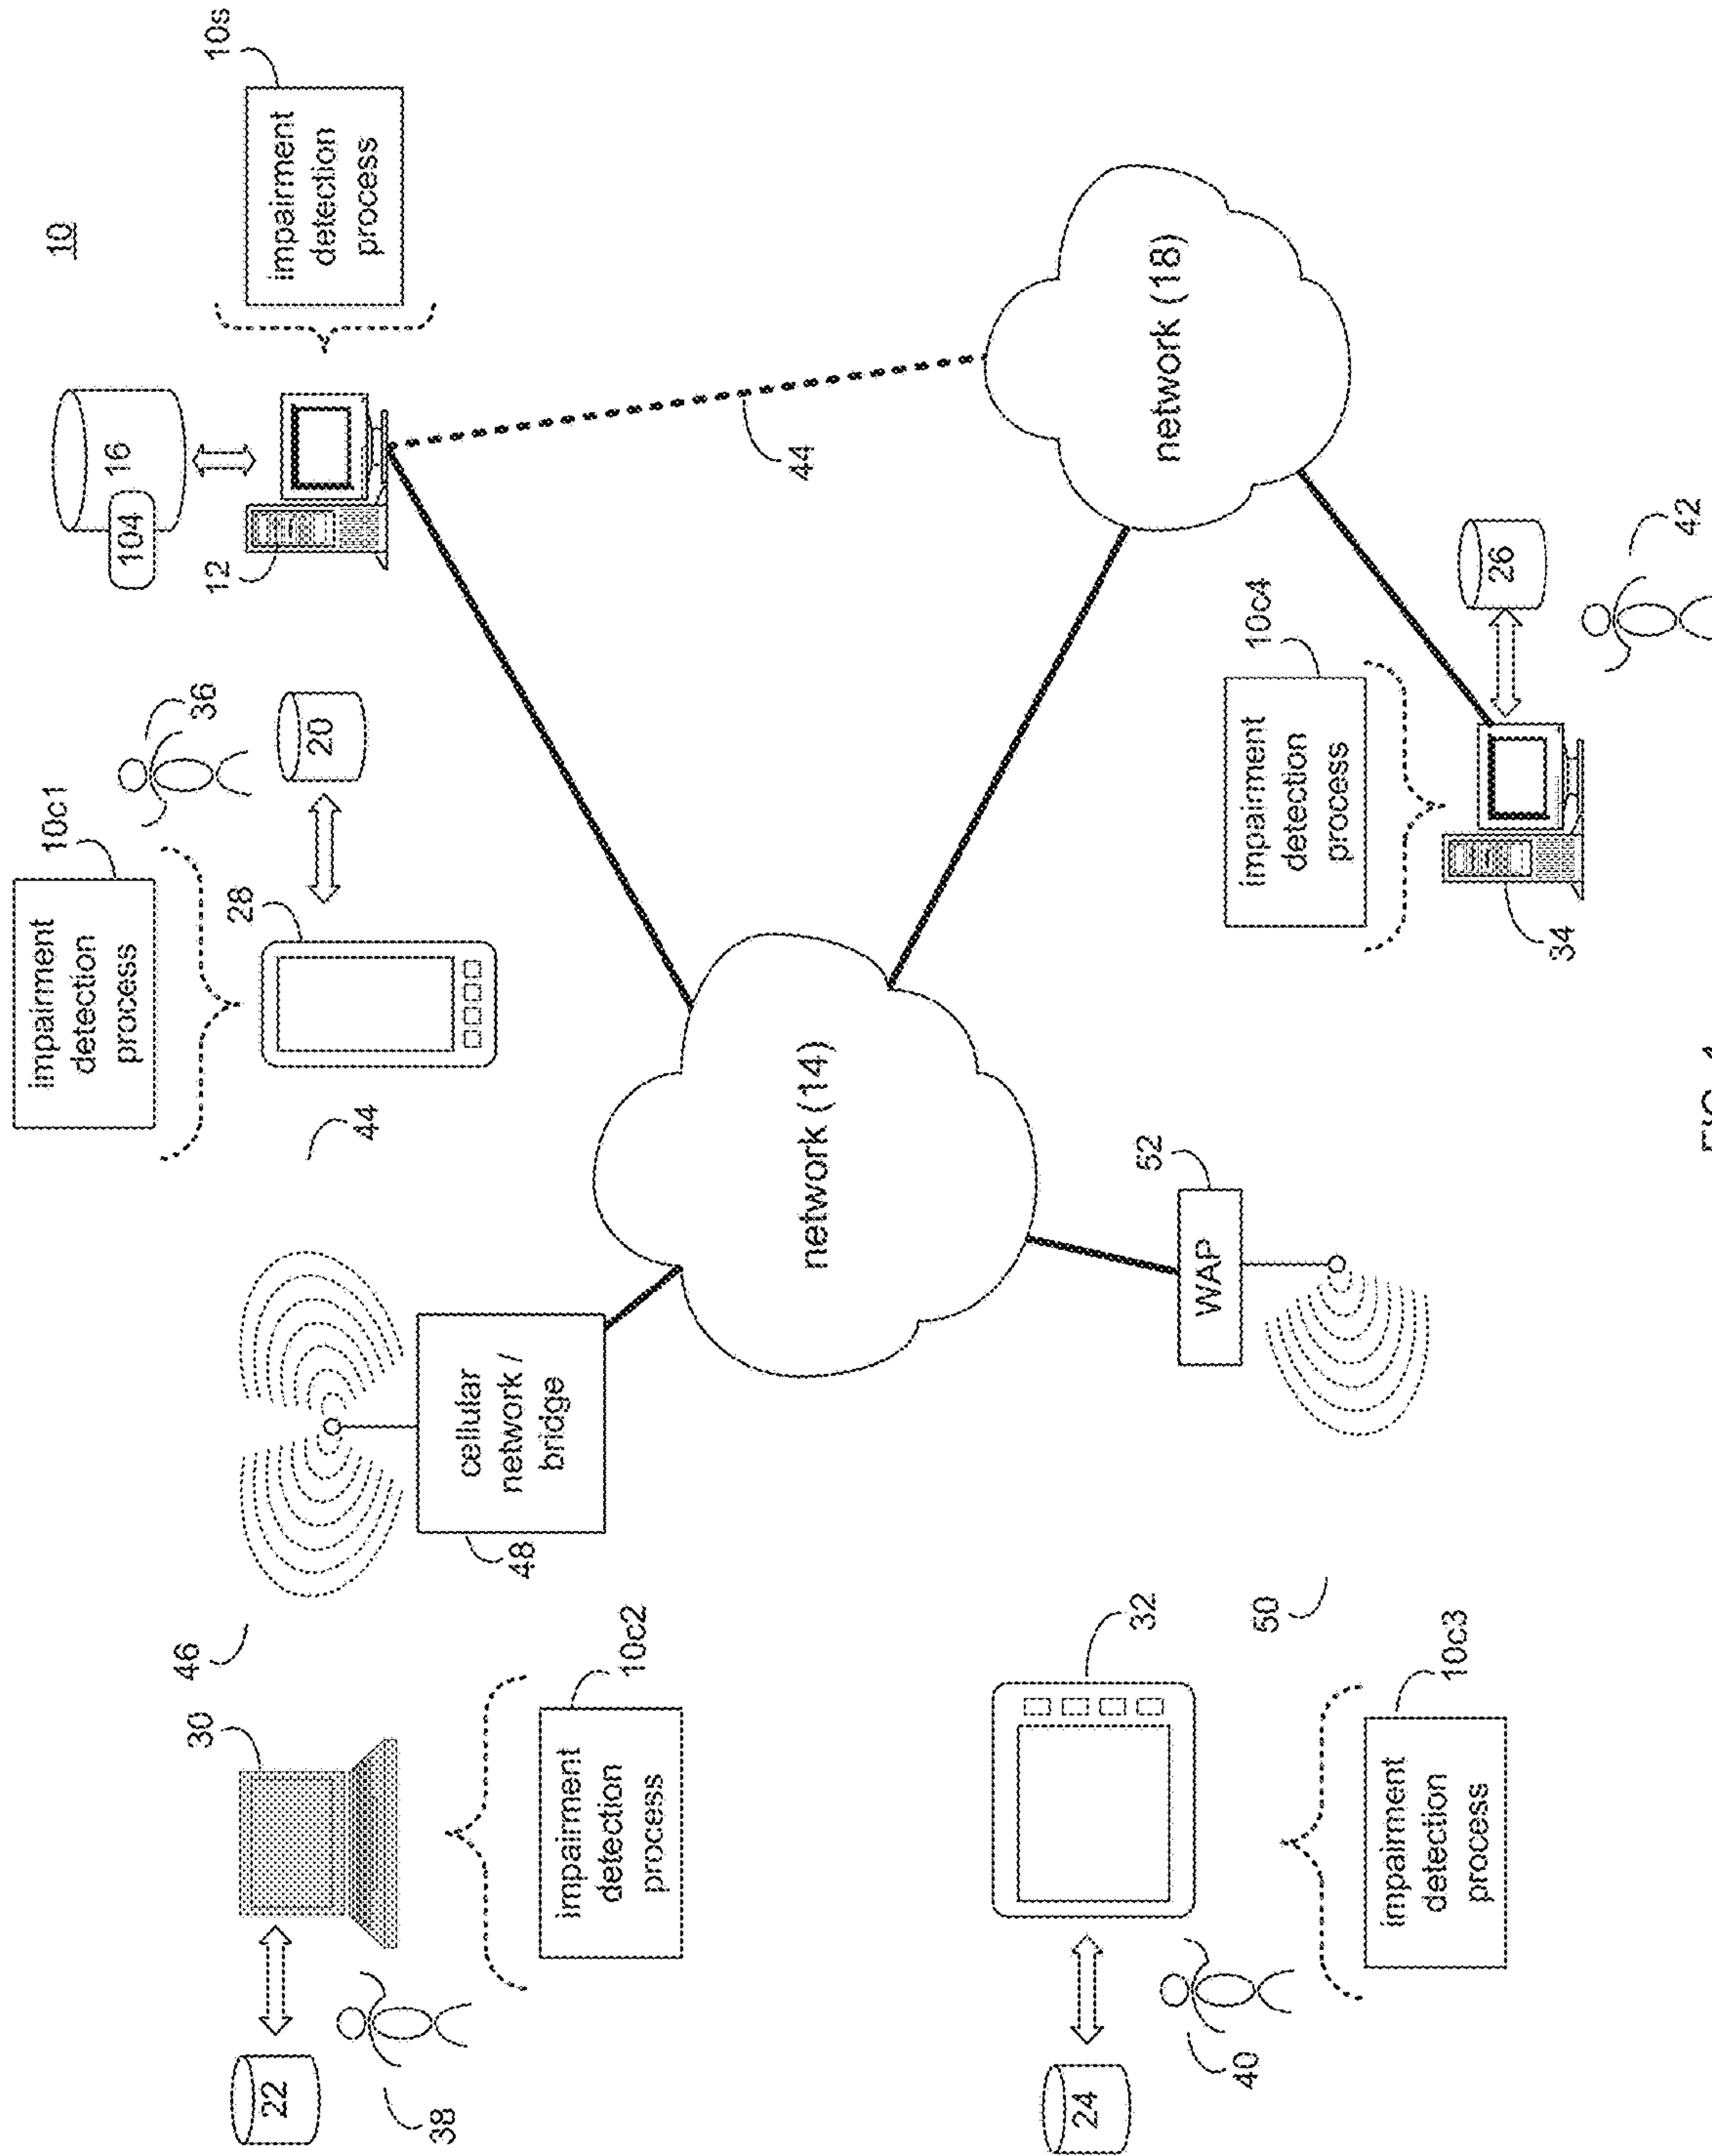 10
10c1
impairment
detection
process
16
104
36
10s
impairment
detection
process
12
46
30
28
20
22
44
38
cellular
network /
bridge
48
10c2
impairment
detection
process
44
network (14)
network (18)
32
52
WAP
24
40
50
10c4
impairment
detection
process
10c3
impairment
detection
process
26
34
42